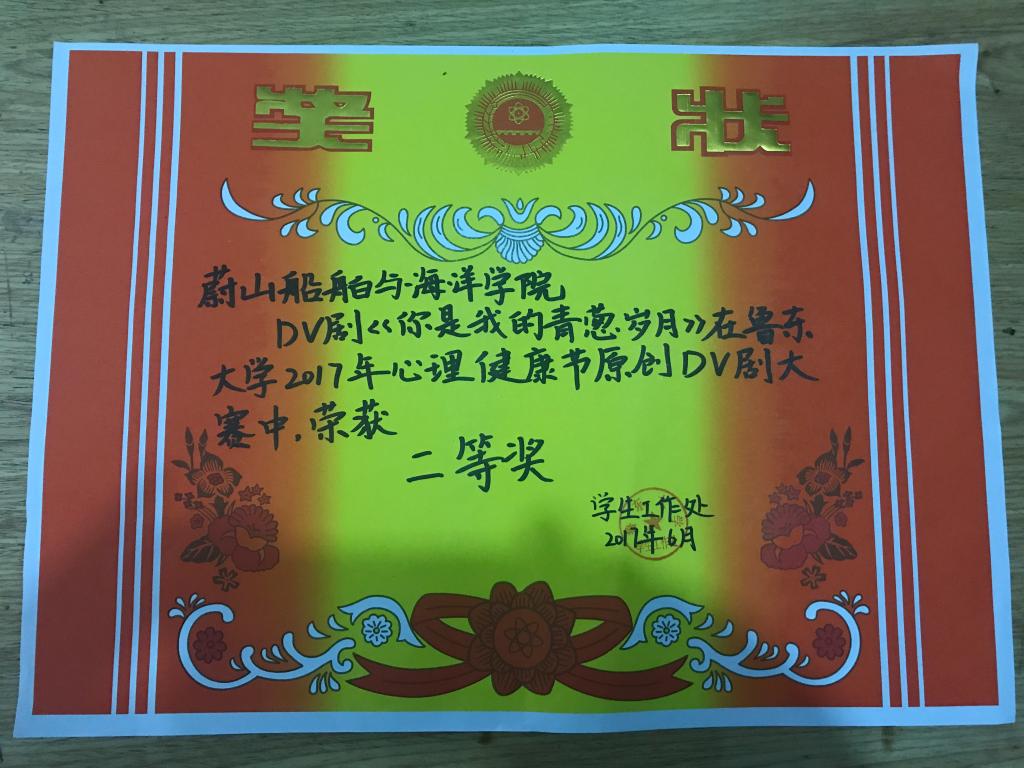 奖 状
蔚山船舶与海洋学院
DV剧《你是我的青葱岁月》在鲁东
大学2017年心理健康节原创DV剧大
赛中,荣获
二等奖
学生工作处
2017年6月